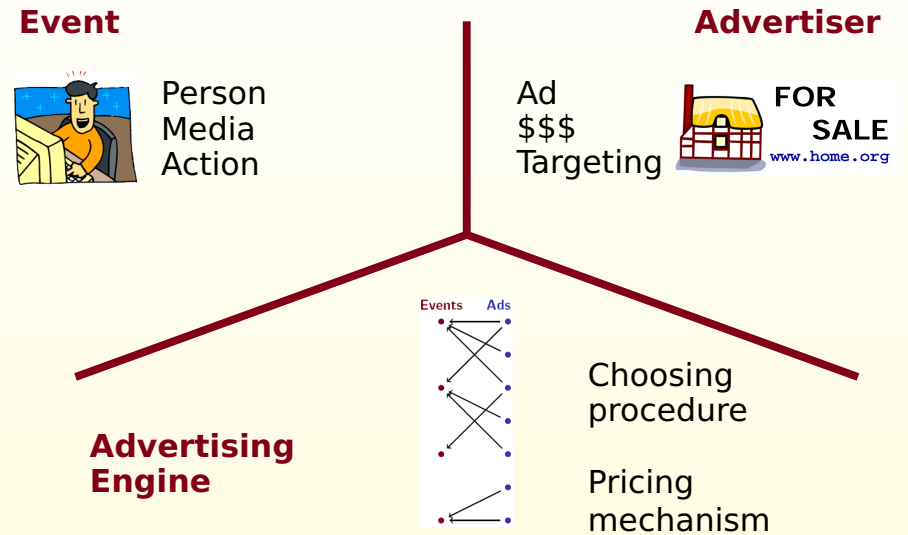 Event
Person
Media
Action
Advertiser
Ad
$$$
Targeting
FOR
SALE
www.home.org
Advertising
Engine
Events Ads
Choosing
procedure
Pricing
mechanism